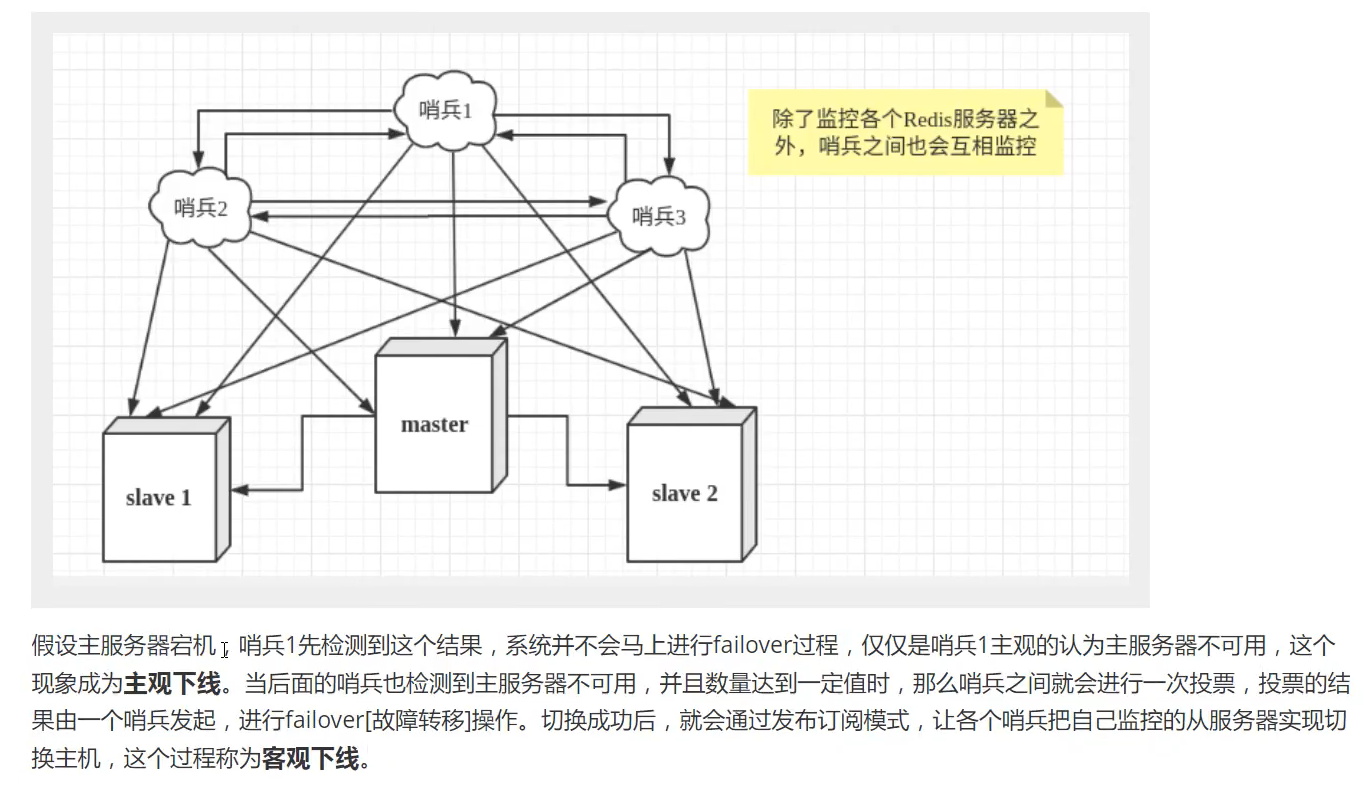 哨兵1
除了监控各个Redis服务器之
外，哨兵之间也会互相监控
哨兵2
哨兵3
master
slave 1
slave 2
假设主服务器宕机，哨兵1先检测到这个结果，系统并不会马上进行failover过程，仅仅是哨兵1主观的认为主服务器不可用，这个
现象成为主观下线。当后面的哨兵也检测到主服务器不可用，并且数量达到一定值时，那么哨兵之间就会进行一次投票，投票的结
果由一个哨兵发起，进行failover[故障转移]操作。切换成功后，就会通过发布订阅模式，让各个哨兵把自己监控的从服务器实现切
换主机，这个过程称为客观下线。